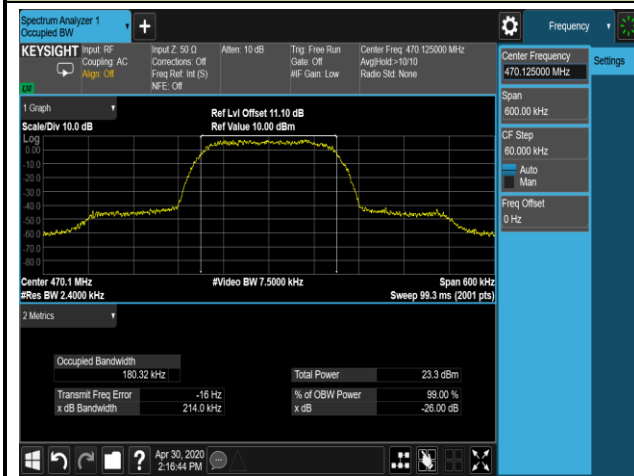 Spectrum Analyzer 1
Occupied BW
+
Frequency
KEYSIGHT
Input: RF
Coupling: AC
Align: Off
Input Z: 50 Ω
Corrections: Off
Freq Ref: Int (S)
NFE: Off
Atten: 10 dB
Trig: Free Run
Gate: Off
#IF Gain: Low
Center Freq: 470.125000 MHz
Avg|Hold:>10/10
Radio Std: None
Center Frequency
470.125000 MHz
Settings
Span
600.00 kHz
CF Step
60.000 kHz
Auto
Man
Freq Offset
0 Hz
1 Graph
Scale/Div 10.0 dB
Ref Lvl Offset 11.10 dB
Ref Value 10.00 dBm
Log
0.00
-10.0
-20.0
-30.0
-40.0
-50.0
-60.0
-70.0
-80.0
Center 470.1 MHz
#Video BW 7.5000 kHz
Span 600 kHz
#Res BW 2.4000 kHz
Sweep 99.3 ms (2001 pts)
2 Metrics
Occupied Bandwidth
180.32 kHz
Total Power 23.3 dBm
Transmit Freq Error -16 Hz
% of OBW Power 99.00 %
x dB Bandwidth 214.0 kHz
x dB -26.00 dB
?
Apr 30, 2020
2:16:44 PM